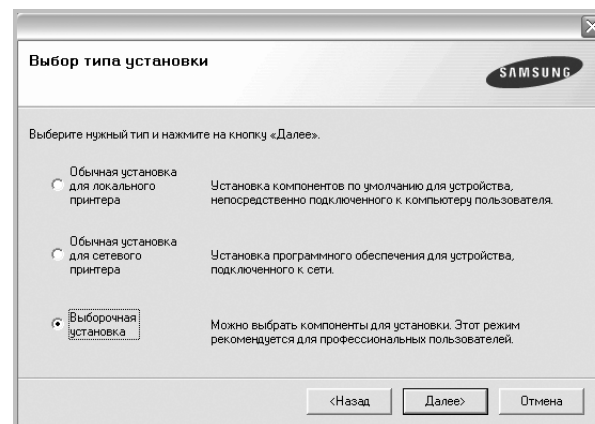 Выбор типа установки
SAMSUNG
Выберите нужный тип и нажмите на кнопку «Далее».
Обычная установка
для локального
принтера
Установка компонентов по умолчанию для устройства,
непосредственно подключенного к компьютеру пользователя.
Обычная установка
для сетевого
принтера
Установка программного обеспечения для устройства,
подключенного к сети.
Выборочная
установка
Можно выбрать компоненты для установки. Этот режим
рекомендуется для профессиональных пользователей.
<Назад
Далее>
Отмена